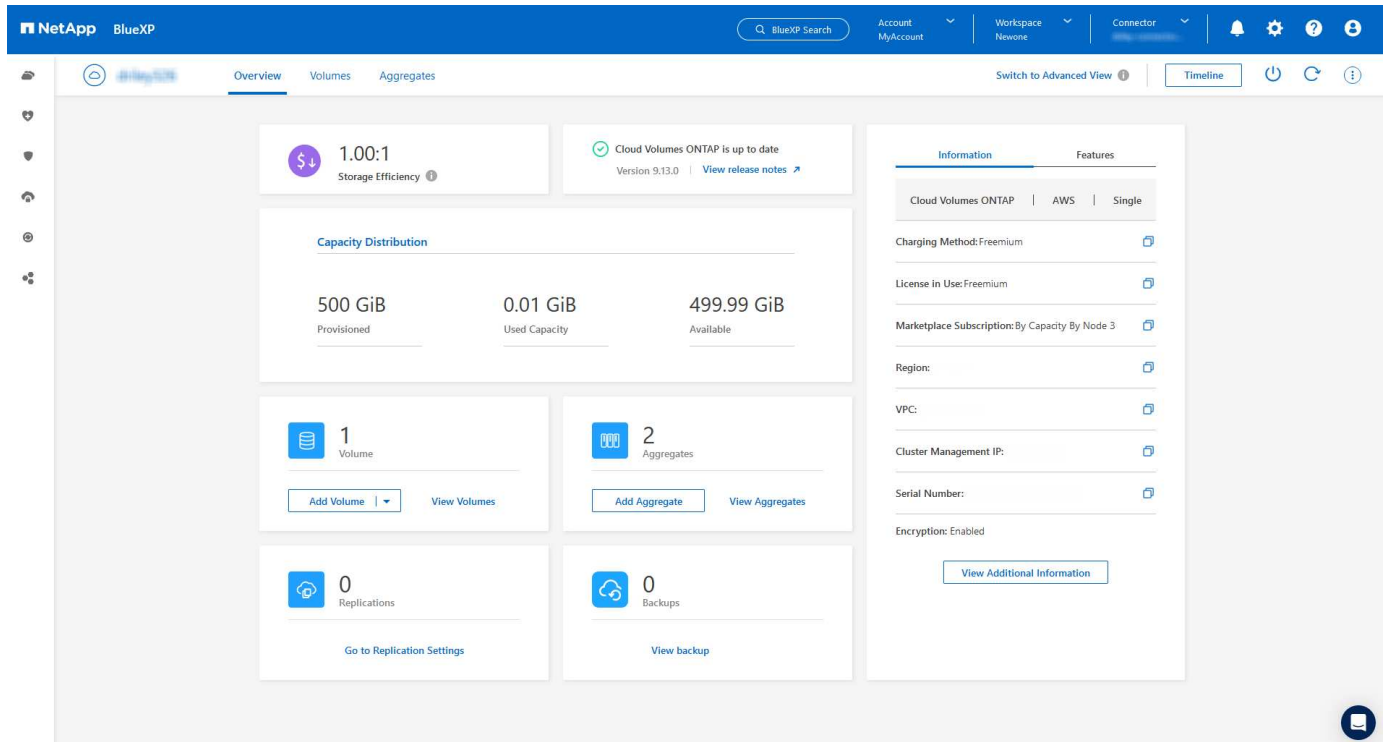 NetApp BlueXP
BlueXP Search
Account
MyAccount
Workspace
Newone
Connector
Overview
Volumes
Aggregates
Switch to Advanced View
Timeline
1.00:1
Storage Efficiency
Cloud Volumes ONTAP is up to date
Version 9.13.0 | View release notes
Capacity Distribution
500 GiB
Provisioned
0.01 GiB
Used Capacity
499.99 GiB
Available
1
Volume
Add Volume
View Volumes
2
Aggregates
Add Aggregate
View Aggregates
0
Replications
Go to Replication Settings
0
Backups
View backup
Information
Features
Cloud Volumes ONTAP | AWS | Single
Charging Method: Freemium
License in Use: Freemium
Marketplace Subscription: By Capacity By Node 3
Region:
VPC:
Cluster Management IP:
Serial Number:
Encryption: Enabled
View Additional Information